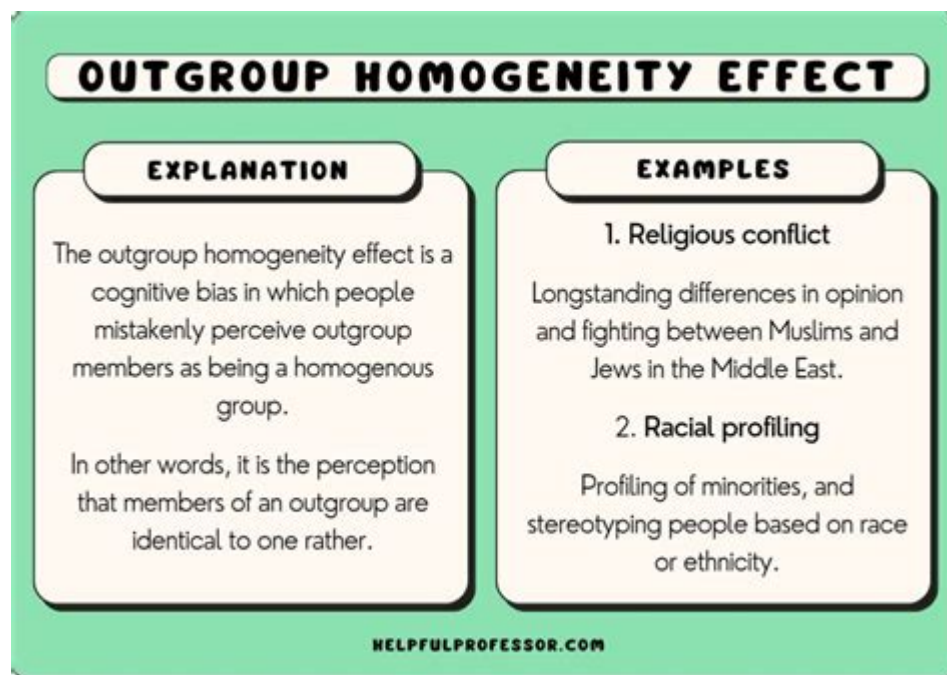 OUTGROUP HOMOGENEITY EFFECT
EXPLANATION
The outgroup homogeneity effect is a
cognitive bias in which people
mistakenly perceive outgroup
members as being a homogenous
group.
In other words, it is the perception
that members of an outgroup are
identical to one rather.
EXAMPLES
1. Religious conflict
Longstanding differences in opinion
and fighting between Muslims and
Jews in the Middle East.
2. Racial profiling
Profiling of minorities, and
stereotyping people based on race
or ethnicity.
HELPFULPROFESSOR.COM